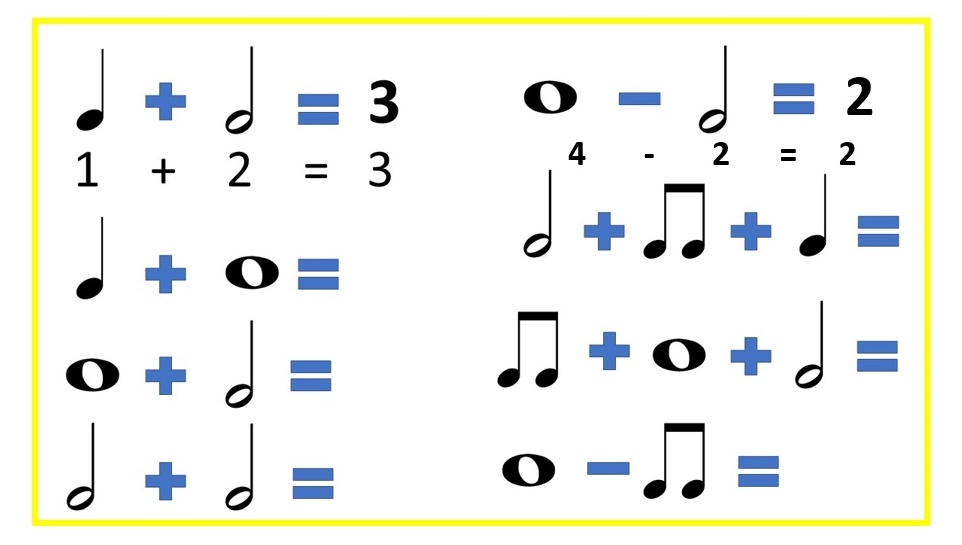 + = 3
1 + 2 = 3
+ =
+ =
+ =
- = 2
4 - 2 = 2
+ + =
+ + =
- =